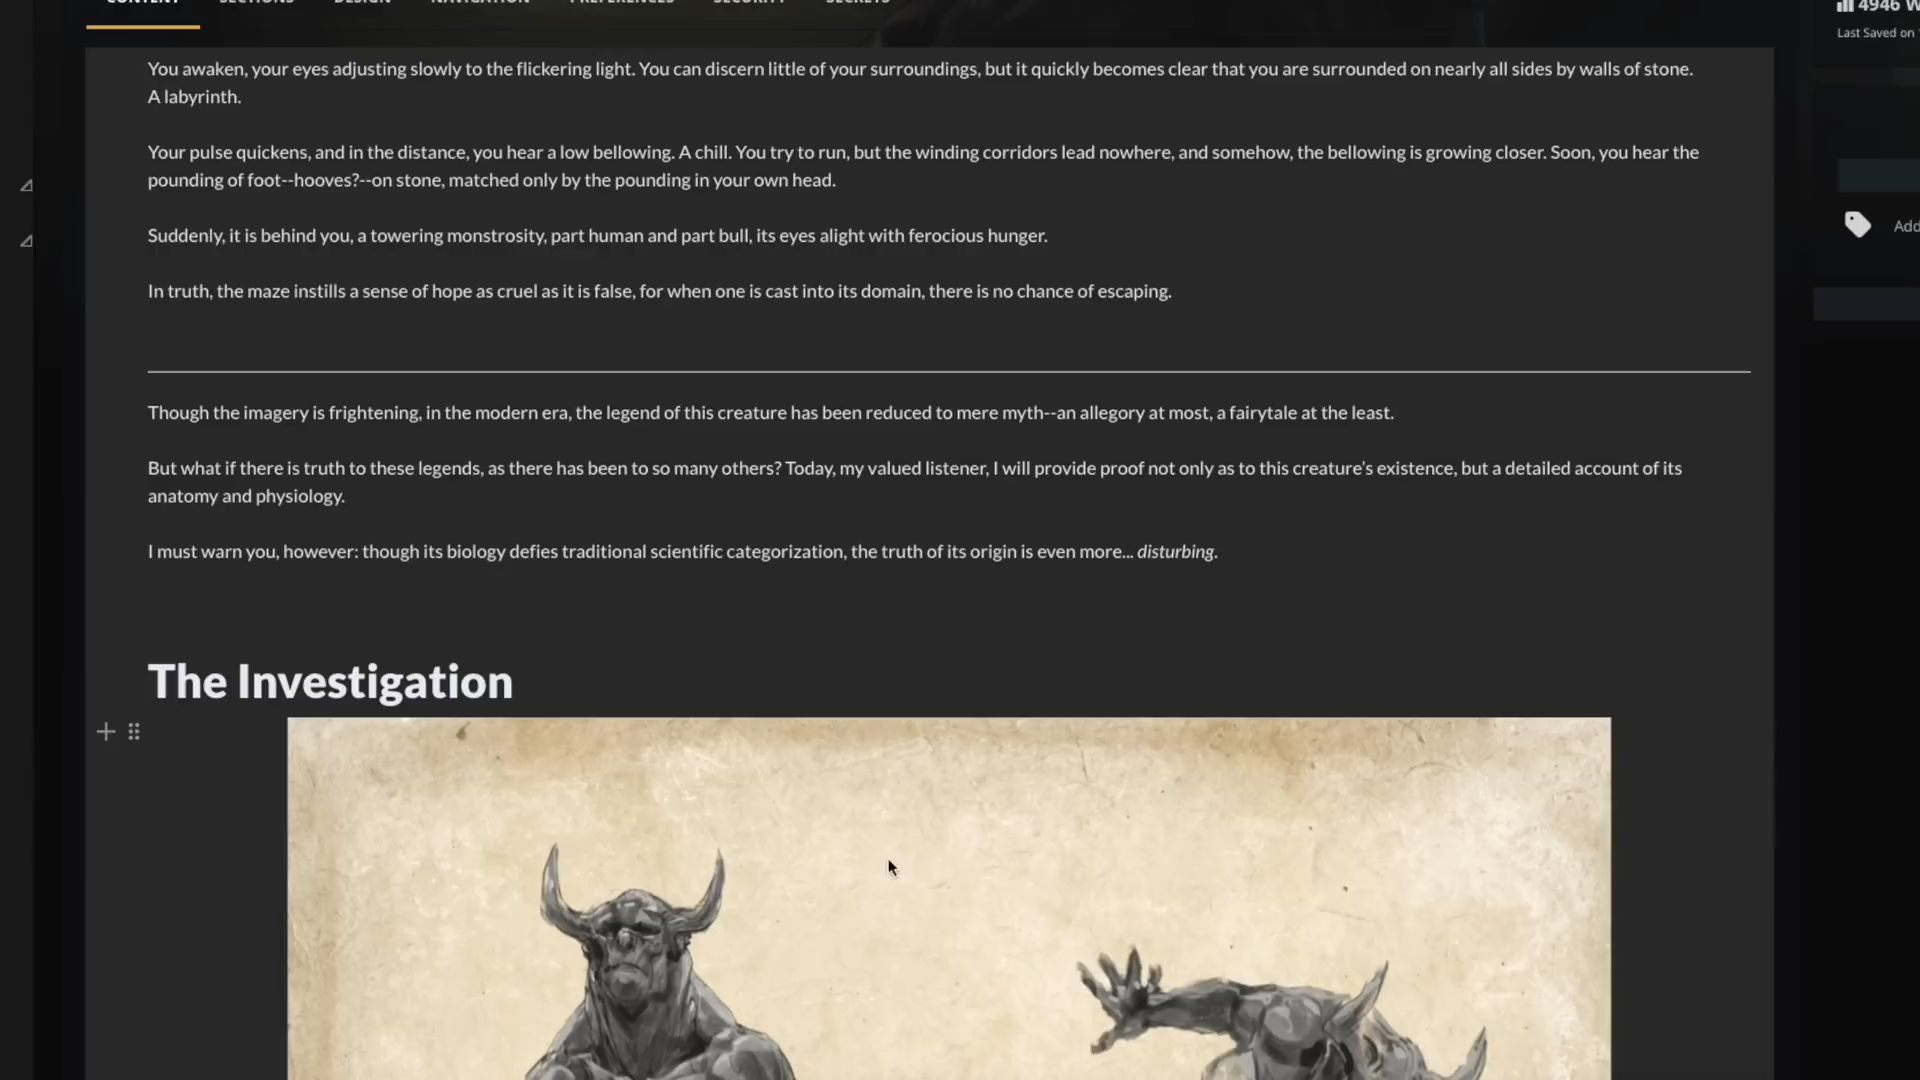 CONTENT SECTIONS DESIGN NAVIGATION PREFERENCES SECURITY SECRETS
4946 W
Last Saved on
You awaken, your eyes adjusting slowly to the flickering light. You can discern little of your surroundings, but it quickly becomes clear that you are surrounded on nearly all sides by walls of stone.
A labyrinth.
Your pulse quickens, and in the distance, you hear a low bellowing. A chill. You try to run, but the winding corridors lead nowhere, and somehow, the bellowing is growing closer. Soon, you hear the
pounding of foot--hooves?--on stone, matched only by the pounding in your own head.
Suddenly, it is behind you, a towering monstrosity, part human and part bull, its eyes alight with ferocious hunger.
Add
In truth, the maze instills a sense of hope as cruel as it is false, for when one is cast into its domain, there is no chance of escaping.
Though the imagery is frightening, in the modern era, the legend of this creature has been reduced to mere myth--an allegory at most, a fairytale at the least.
But what if there is truth to these legends, as there has been to so many others? Today, my valued listener, I will provide proof not only as to this creature's existence, but a detailed account of its
anatomy and physiology.
I must warn you, however: though its biology defies traditional scientific categorization, the truth of its origin is even more... disturbing.
The Investigation